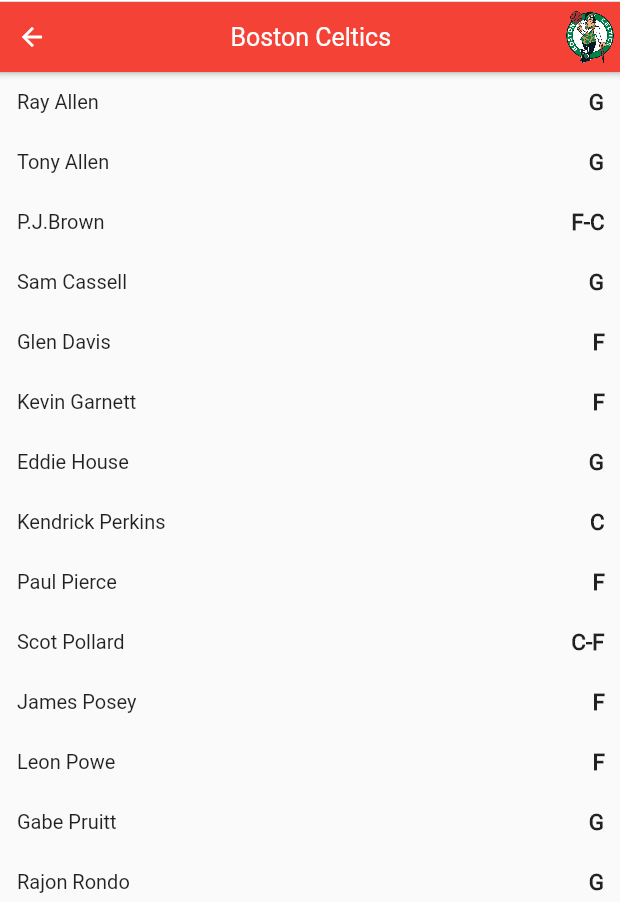 Boston Celtics
Ray Allen G
Tony Allen G
P.J.Brown F-C
Sam Cassell G
Glen Davis F
Kevin Garnett F
Eddie House G
Kendrick Perkins C
Paul Pierce F
Scot Pollard C-F
James Posey F
Leon Powe F
Gabe Pruitt G
Rajon Rondo G